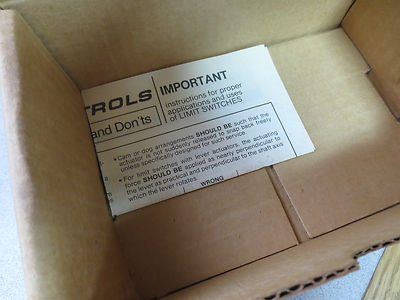 TROLS
IMPORTANT
and Don'ts
instructions for proper
applications and uses
of LIMIT SWITCHES
• Cam or dog arrangements SHOULD BE such that the
actuator is not suddenly released to snap back freely
unless specifically designed for such service.
• For limit switches with lever actuators, the actuating
force SHOULD BE applied as nearly perpendicular to
the lever as practical and perpendicular to the shaft axis
which the lever rotates.
WRONG